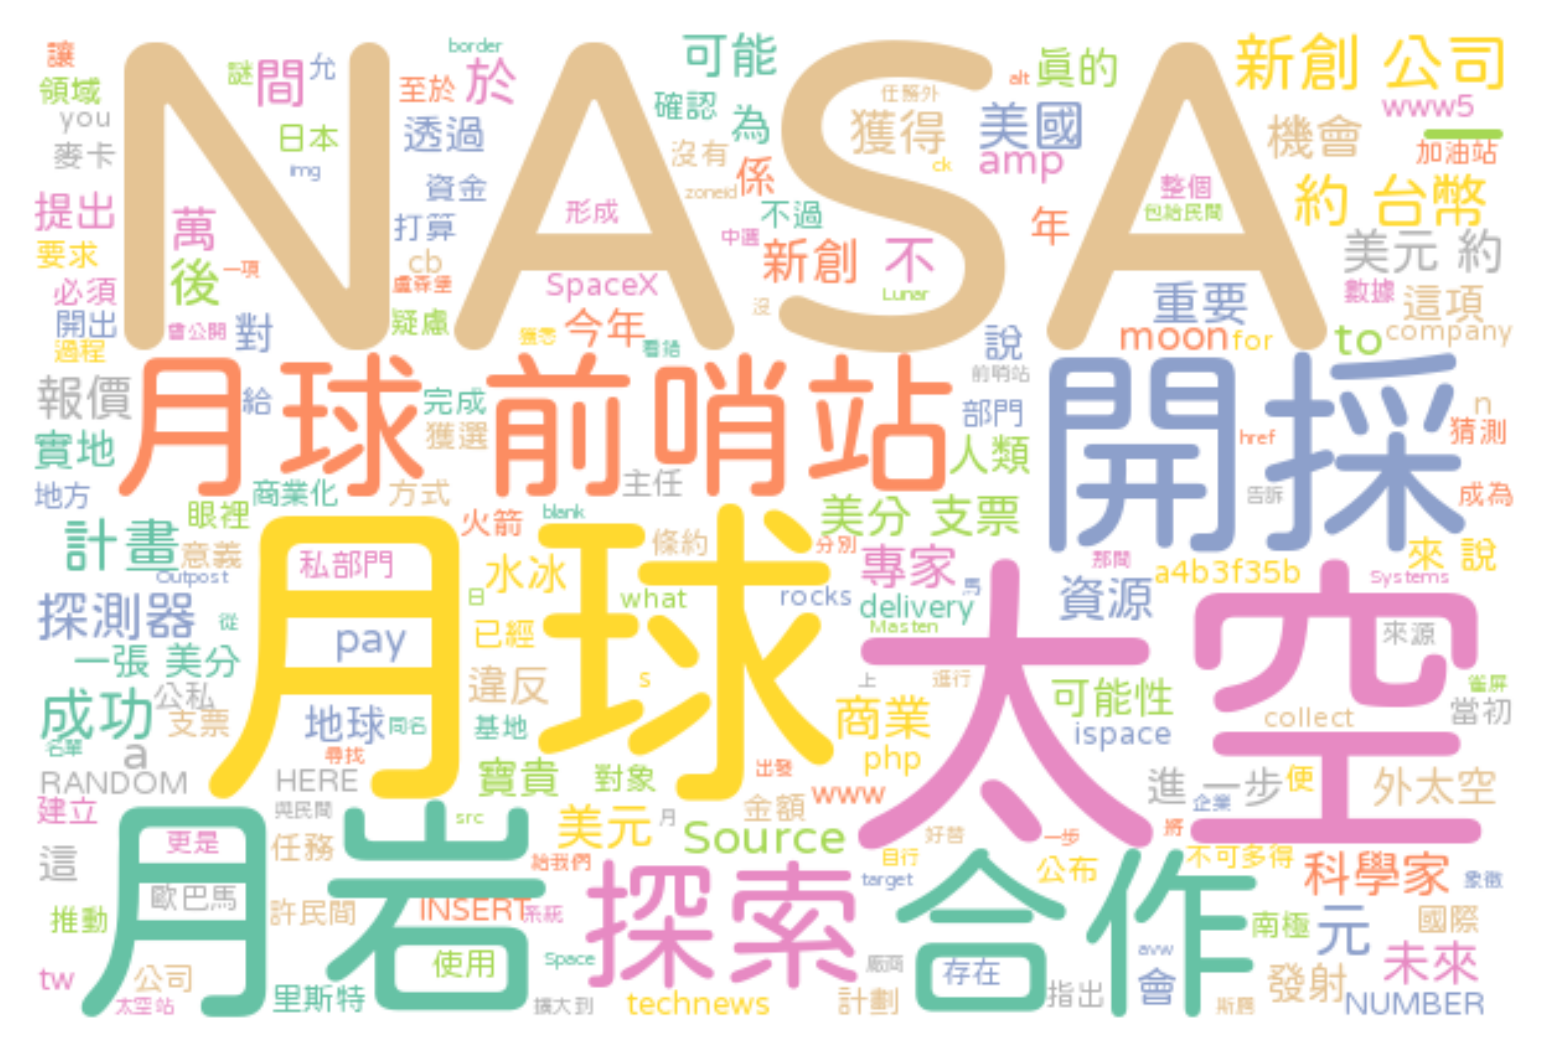 讓
border
可能
新創 公司
謎
間
允
至於
於
alt
真的
領域
任務外
www5
you
日本
透過
確認
為
獲得
美國
機會
麥卡
img
沒有
係
ck
amp
加油站
NASA
資金
zoneid
整個
約 台幣
提出
萬
打算
形成
不過
年
包給民間
要求
後
一項
cb
中選
新創
不
美元 約
必須
盧森堡
SpaceX
沒
Lunar
重要
數據
這項
開出
會公開
對
疑慮
今年
說
moon
for
to
company
過程
看錯
前哨站
報價
月球 前哨站
給
完成
獲選
部門
開採
n
實地
人類
href
猜測
地方
商業化
方式
主任
告訴
成為
眼裡
火箭
blank
美分 支票
計畫
意義
私部門
條約
分別
專家
那間
來 說
Outpost
水冰
a4b3f35b
Systems
探測器
從
日
what
rocks
delivery
馬
資源
pay
已經
月球
Masten
太空
來源
一張 美分
違反
s
上
進行
可能性
雀屏
成功
公私
支票
地球
同名
基地
商業
ispace
collect
當初
名單
a
尋找
php
RANDOM
HERE
寶貴
對象
出發
www
進 一步
便
外太空
建立
與民間
src
美元
月
金額
企業
更是
任務
Source
好替
一步
將
這
給我們
自行
不可多得
月岩
歐巴馬
探索
target
合作
公布
科學家
象徵
推動
許民間
INSERT
系統
南極
元
國際
tw
公司
使用
Space
廠商
存在
avw
會
發射
未來
太空站
里斯特
擴大到
technews
計劃
指出
NUMBER